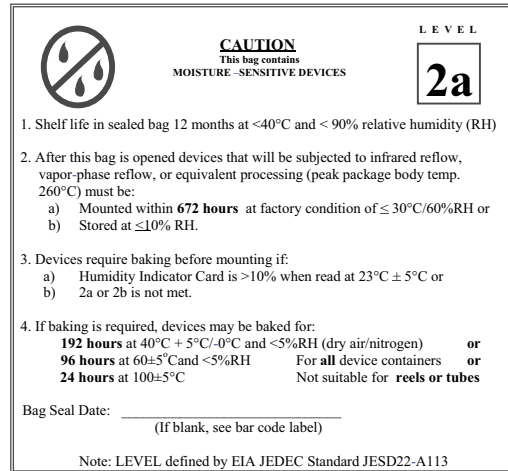 LEVEL
CAUTION
This bag contains
MOISTURE –SENSITIVE DEVICES
2a
1. Shelf life in sealed bag 12 months at <40°C and < 90% relative humidity (RH)
2. After this bag is opened devices that will be subjected to infrared reflow,
vapor-phase reflow, or equivalent processing (peak package body temp.
260°C) must be:
a) Mounted within 672 hours at factory condition of ≤ 30°C/60%RH or
b) Stored at ≤10% RH.
3. Devices require baking before mounting if:
a) Humidity Indicator Card is >10% when read at 23°C ± 5°C or
b) 2a or 2b is not met.
4. If baking is required, devices may be baked for:
192 hours at 40°C + 5°C/-0°C and <5%RH (dry air/nitrogen) or
96 hours at 60±5°Cand <5%RH For all device containers or
24 hours at 100±5°C Not suitable for reels or tubes
Bag Seal Date: ______________________________
(If blank, see bar code label)
Note: LEVEL defined by EIA JEDEC Standard JESD22-A113